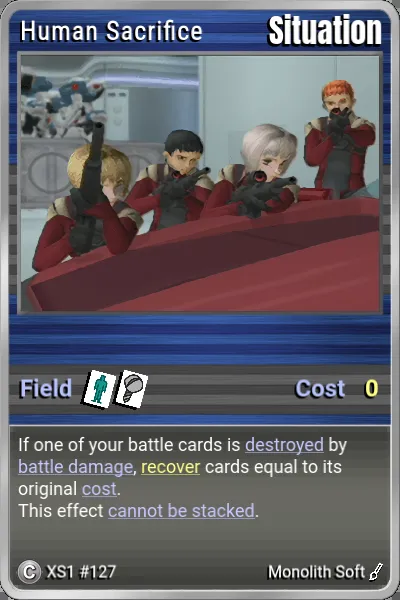 Human Sacrifice
Situation
Field
Cost 0
If one of your battle cards is destroyed by
battle damage, recover cards equal to its
original cost.
This effect cannot be stacked.
C XS1 #127
Monolith Soft